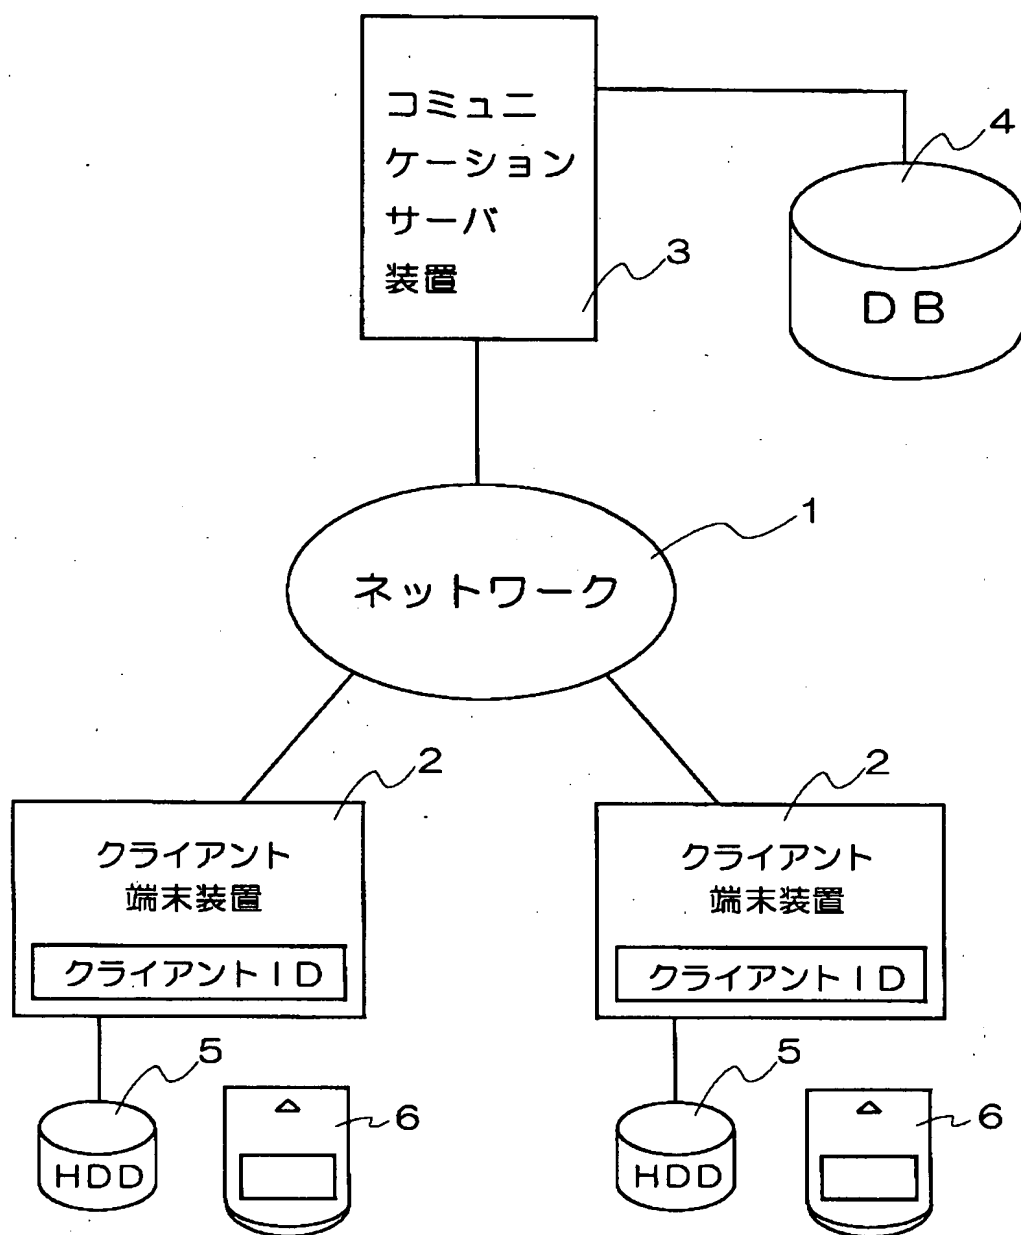 コミュニ
ケーション
サーバ
装置
3
4
DB
1
ネットワーク
2
クライアント
端末装置
クライアントID
5
HDD
6
2
クライアント
端末装置
クライアントID
5
HDD
6